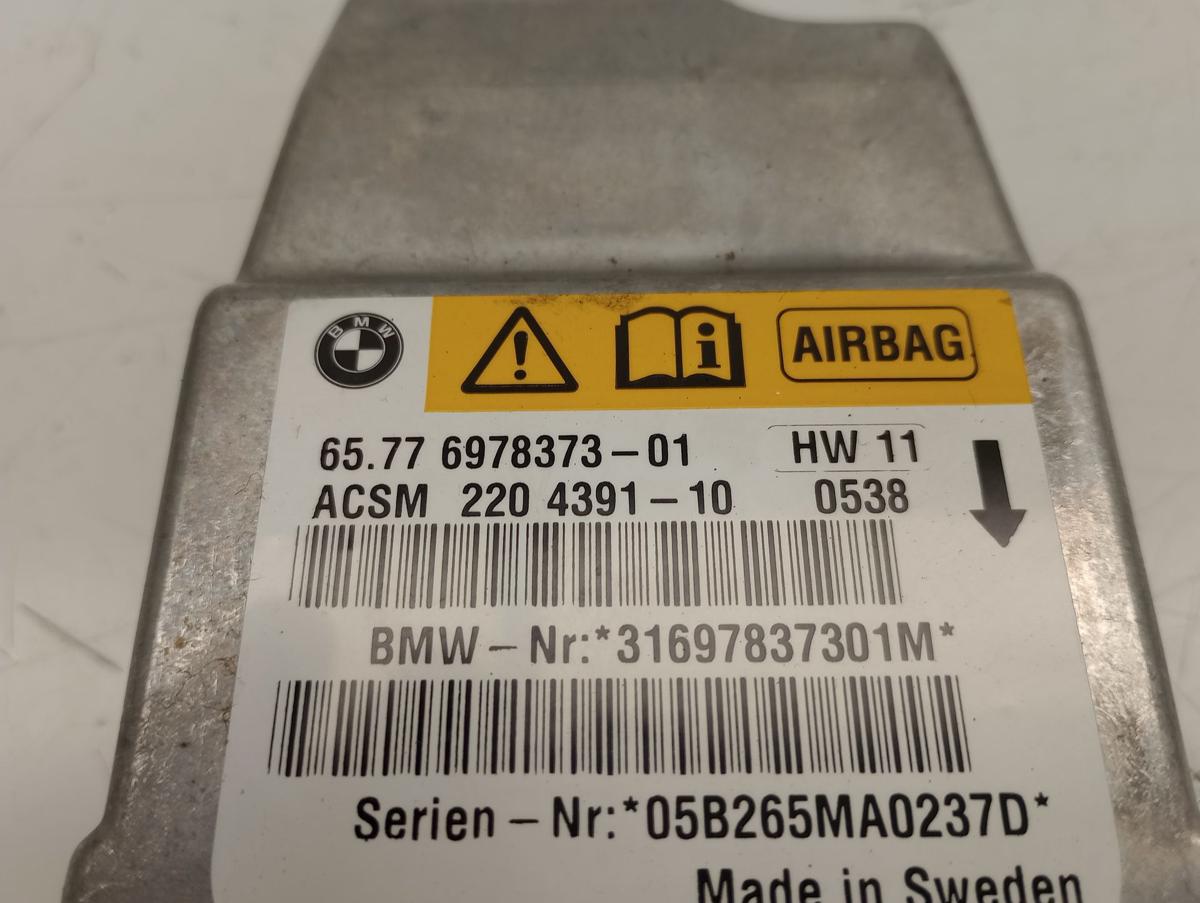 BMW
AIRBAG
65.77 6978373-01 HW 11
ACSM 220 4391-10 0538
BMW-Nr:*31697837301M*
Serien-Nr:*05B265MA0237D*
Made in Sweden